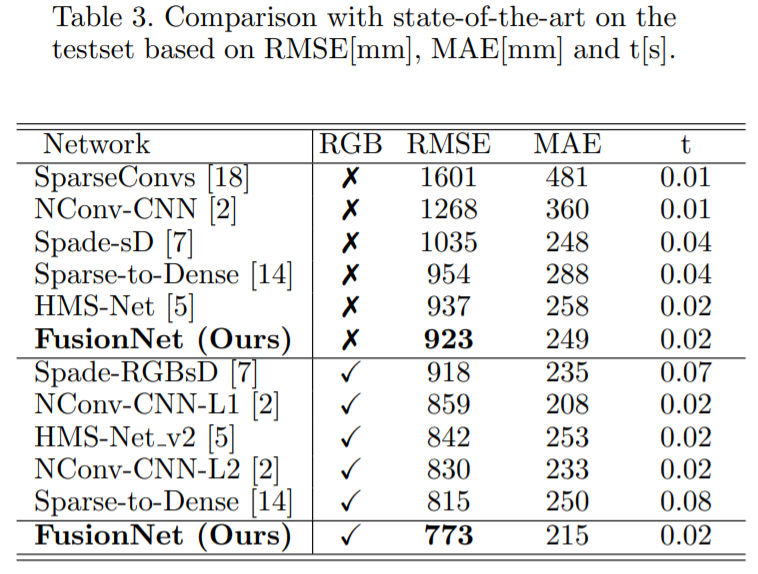 Table 3. Comparison with state-of-the-art on the
testset based on RMSE[mm], MAE[mm] and t[s].
Network RGB RMSE MAE t
SparseConvs [18] ✗ 1601 481 0.01
NConv-CNN [2] ✗ 1268 360 0.01
Spade-sD [7] ✗ 1035 248 0.04
Sparse-to-Dense [14] ✗ 954 288 0.04
HMS-Net [5] ✗ 937 258 0.02
FusionNet (Ours) ✗ 923 249 0.02
Spade-RGBsD [7] ✓ 918 235 0.07
NConv-CNN-L1 [2] ✓ 859 208 0.02
HMS-Net_v2 [5] ✓ 842 253 0.02
NConv-CNN-L2 [2] ✓ 830 233 0.02
Sparse-to-Dense [14] ✓ 815 250 0.08
FusionNet (Ours) ✓ 773 215 0.02